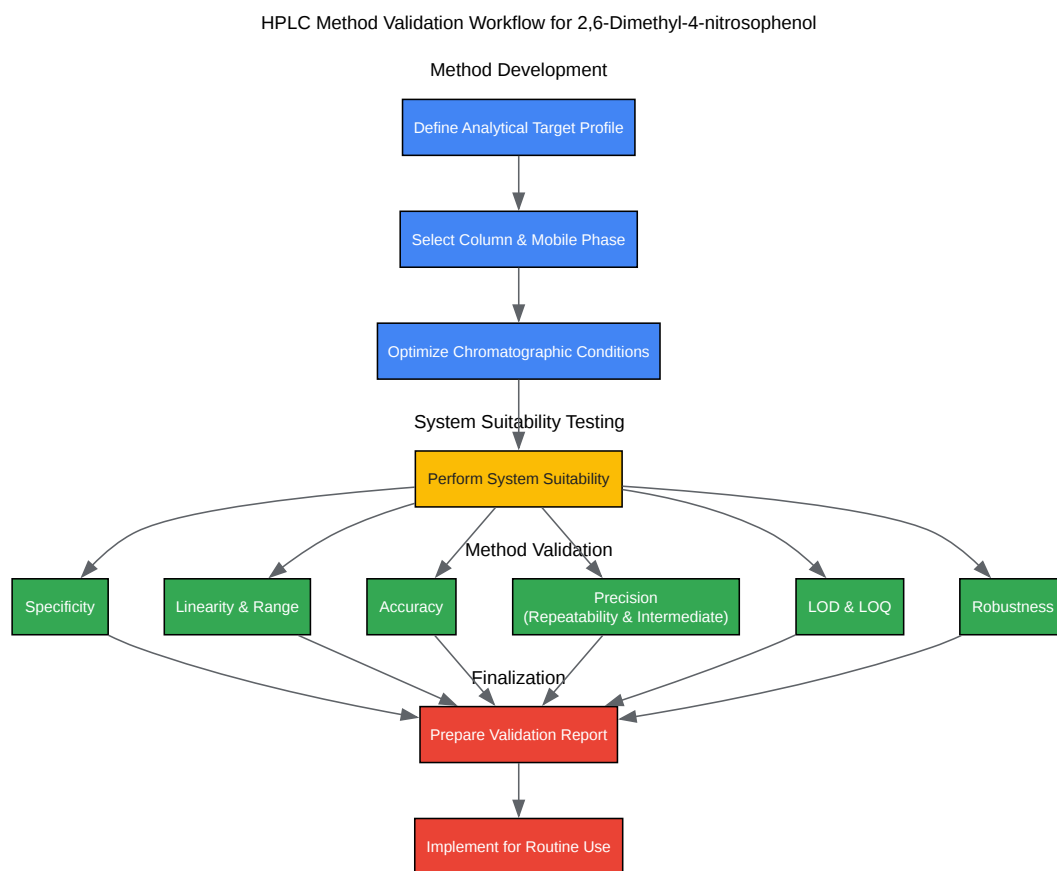 HPLC Method Validation Workflow for 2,6-Dimethyl-4-nitrosophenol
Method Development
Define Analytical Target Profile
Select Column & Mobile Phase
Optimize Chromatographic Conditions
System Suitability Testing
Perform System Suitability
Method Validation
Specificity
Linearity & Range
Accuracy
Precision
(Repeatability & Intermediate)
LOD & LOQ
Robustness
Finalization
Prepare Validation Report
Implement for Routine Use